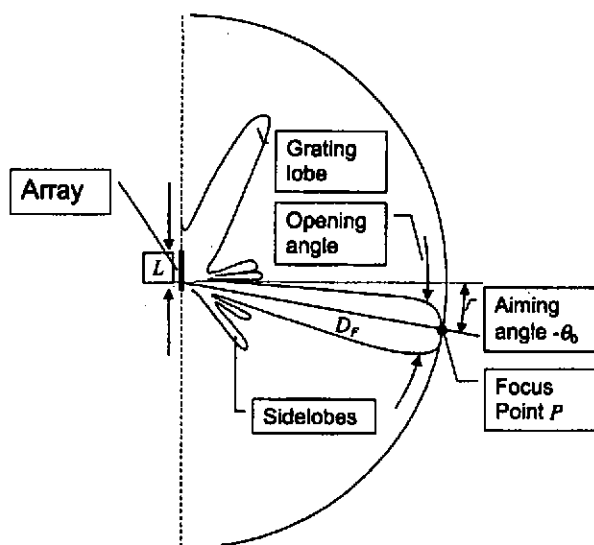 Grating
lobe
Array
Opening
angle
L
Aiming
angle -θ₀
D_F
Focus
Point P
Sidelobes